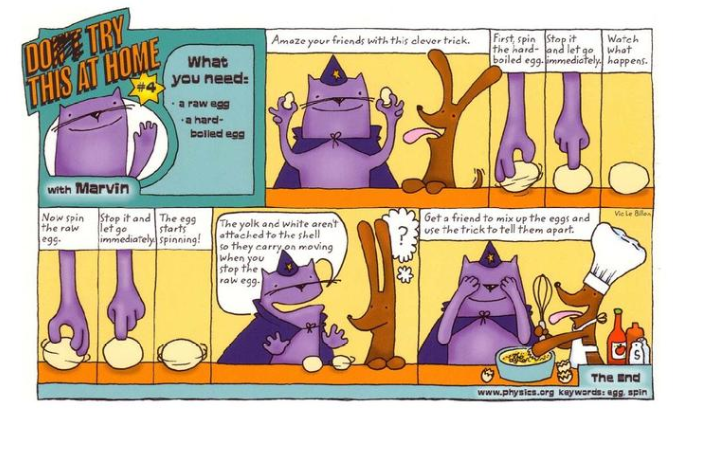 DON'T TRY
THIS AT HOME
#4
with Marvin
What
you need:
· a raw egg
· a hard-
boiled egg
Amaze your friends with this clever trick.
First, spin
the hard-
boiled egg.
Stop it
and let go
immediately.
Watch
what
happens.
Now spin
the raw
egg.
Stop it and
let go
immediately.
The egg
starts
spinning!
The yolk and white aren't
attached to the shell
so they carry on moving
when you
stop the
raw egg.
?
Get a friend to mix up the eggs and
use the trick to tell them apart.
Vic Le Billon
S
The End
www.physics.org keywords: egg, spin